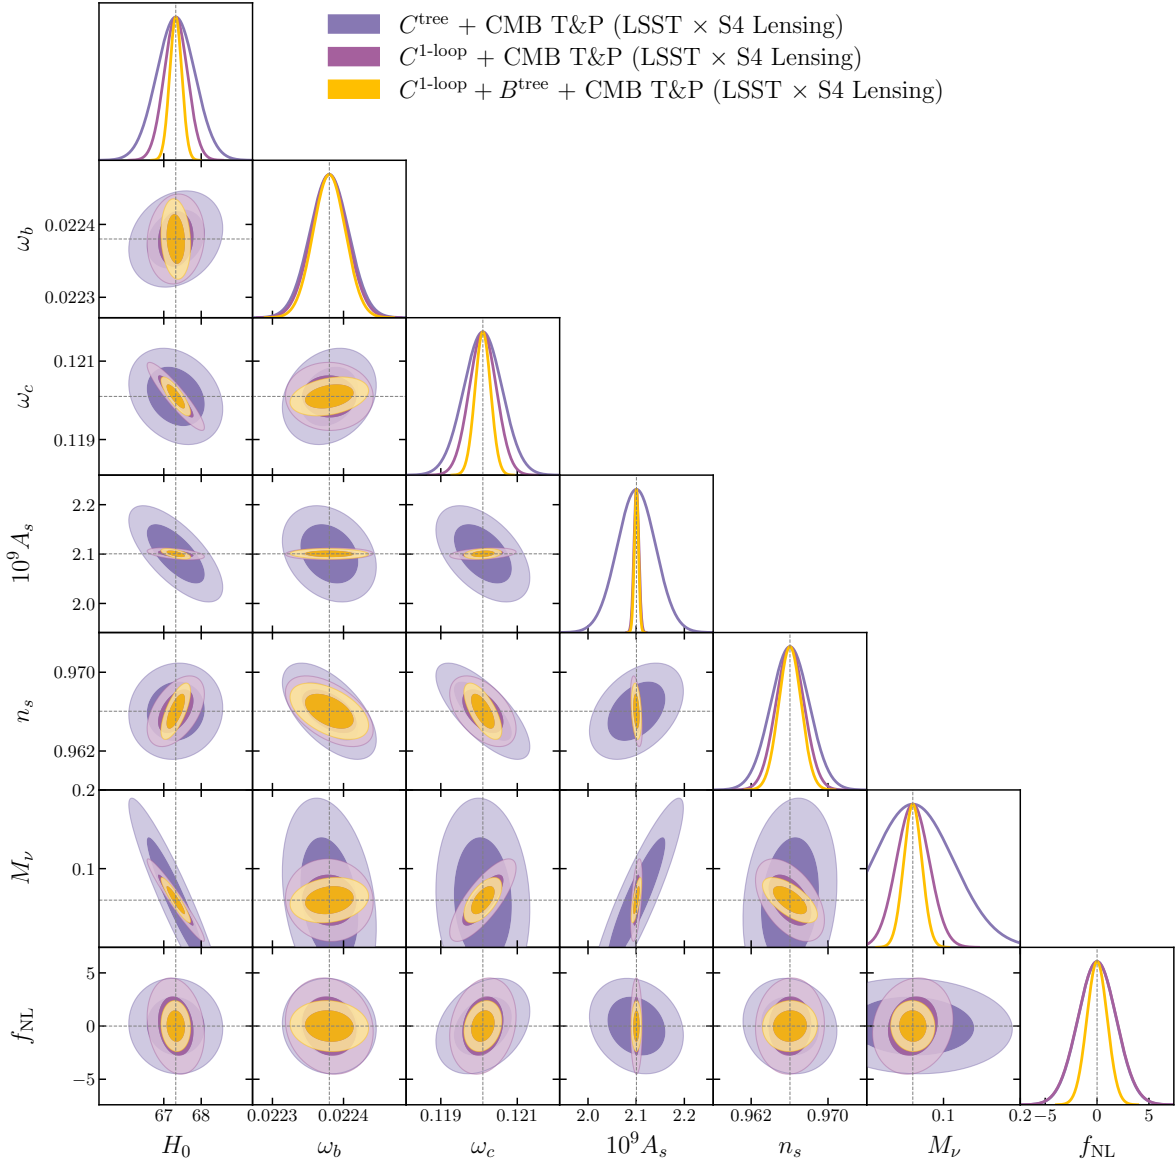 C^tree + CMB T&P (LSST × S4 Lensing)
C^1-loop + CMB T&P (LSST × S4 Lensing)
C^1-loop + B^tree + CMB T&P (LSST × S4 Lensing)
ω_b
0.0224
0.0223
ω_c
0.121
0.119
10^9 A_s
2.2
2.1
2.0
n_s
0.970
0.962
M_ν
0.2
0.1
f_NL
5
0
−5
67 68 0.0223 0.0224 0.119 0.121 2.0 2.1 2.2 0.962 0.970 0.1 0.2 −5 0 5
H_0 ω_b ω_c 10^9 A_s n_s M_ν f_NL